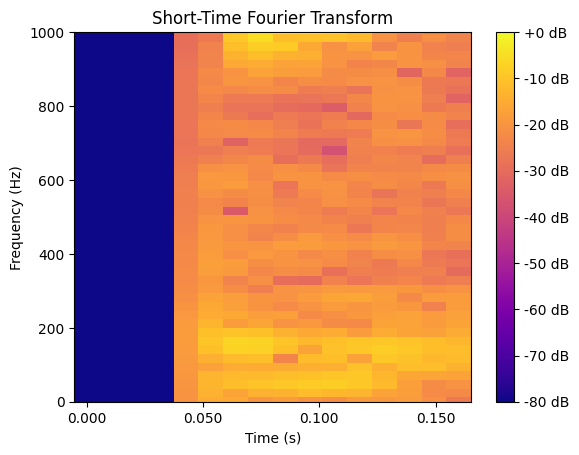 Short-Time Fourier Transform
Frequency (Hz)
1000
800
600
400
200
0
0.000
0.050
0.100
0.150
Time (s)
+0 dB
-10 dB
-20 dB
-30 dB
-40 dB
-50 dB
-60 dB
-70 dB
-80 dB